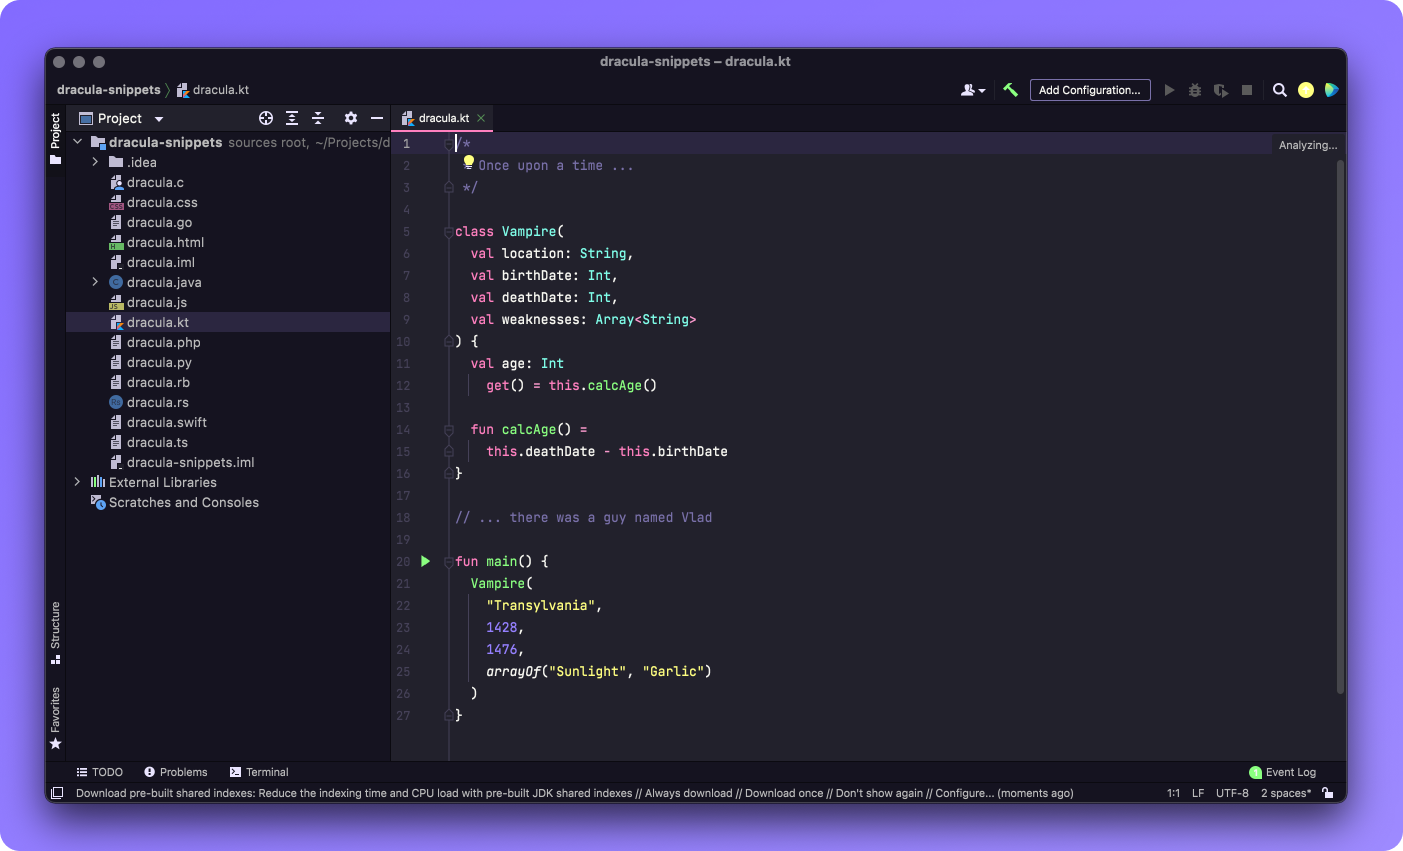 dracula-snippets – dracula.kt
dracula-snippets
dracula.kt
Add Configuration...
Project
Project
dracula.kt
dracula-snippets sources root, ~/Projects/d
.idea
dracula.c
dracula.css
dracula.go
dracula.html
dracula.iml
dracula.java
dracula.js
dracula.kt
dracula.php
dracula.py
dracula.rb
dracula.rs
dracula.swift
dracula.ts
dracula-snippets.iml
External Libraries
Scratches and Consoles
Structure
Favorites
Analyzing...
1 /*
2 Once upon a time ...
3 */
4
5 class Vampire(
6 val location: String,
7 val birthDate: Int,
8 val deathDate: Int,
9 val weaknesses: Array<String>
10 ) {
11 val age: Int
12 get() = this.calcAge()
13
14 fun calcAge() =
15 this.deathDate - this.birthDate
16 }
17
18 // ... there was a guy named Vlad
19
20 fun main() {
21 Vampire(
22 "Transylvania",
23 1428,
24 1476,
25 arrayOf("Sunlight", "Garlic")
26 )
27 }
TODO
Problems
Terminal
1 Event Log
Download pre-built shared indexes: Reduce the indexing time and CPU load with pre-built JDK shared indexes // Always download // Download once // Don't show again // Configure... (moments ago)
1:1 LF UTF-8 2 spaces*